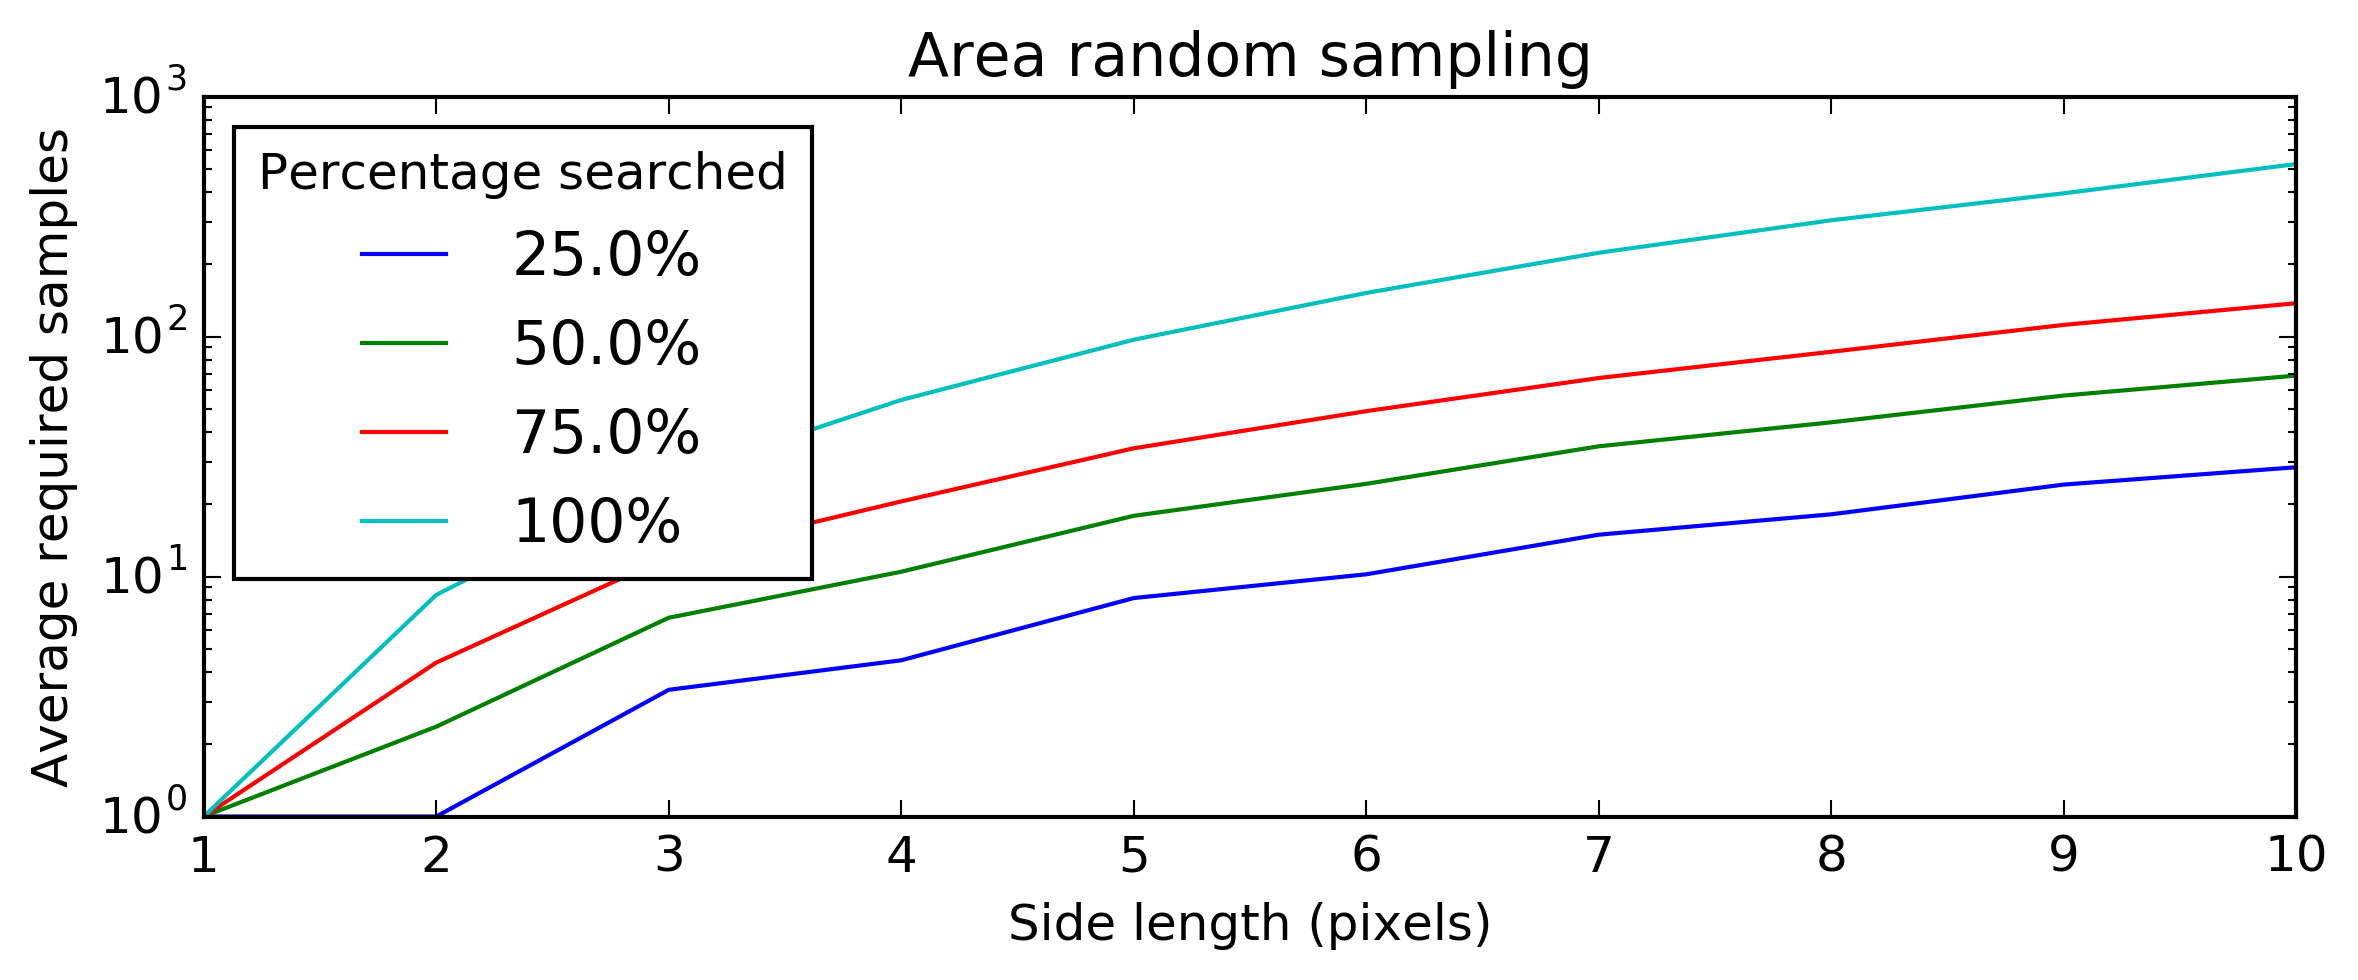 Area random sampling
Average required samples
10^3
10^2
10^1
10^0
Percentage searched
25.0%
50.0%
75.0%
100%
1 2 3 4 5 6 7 8 9 10
Side length (pixels)